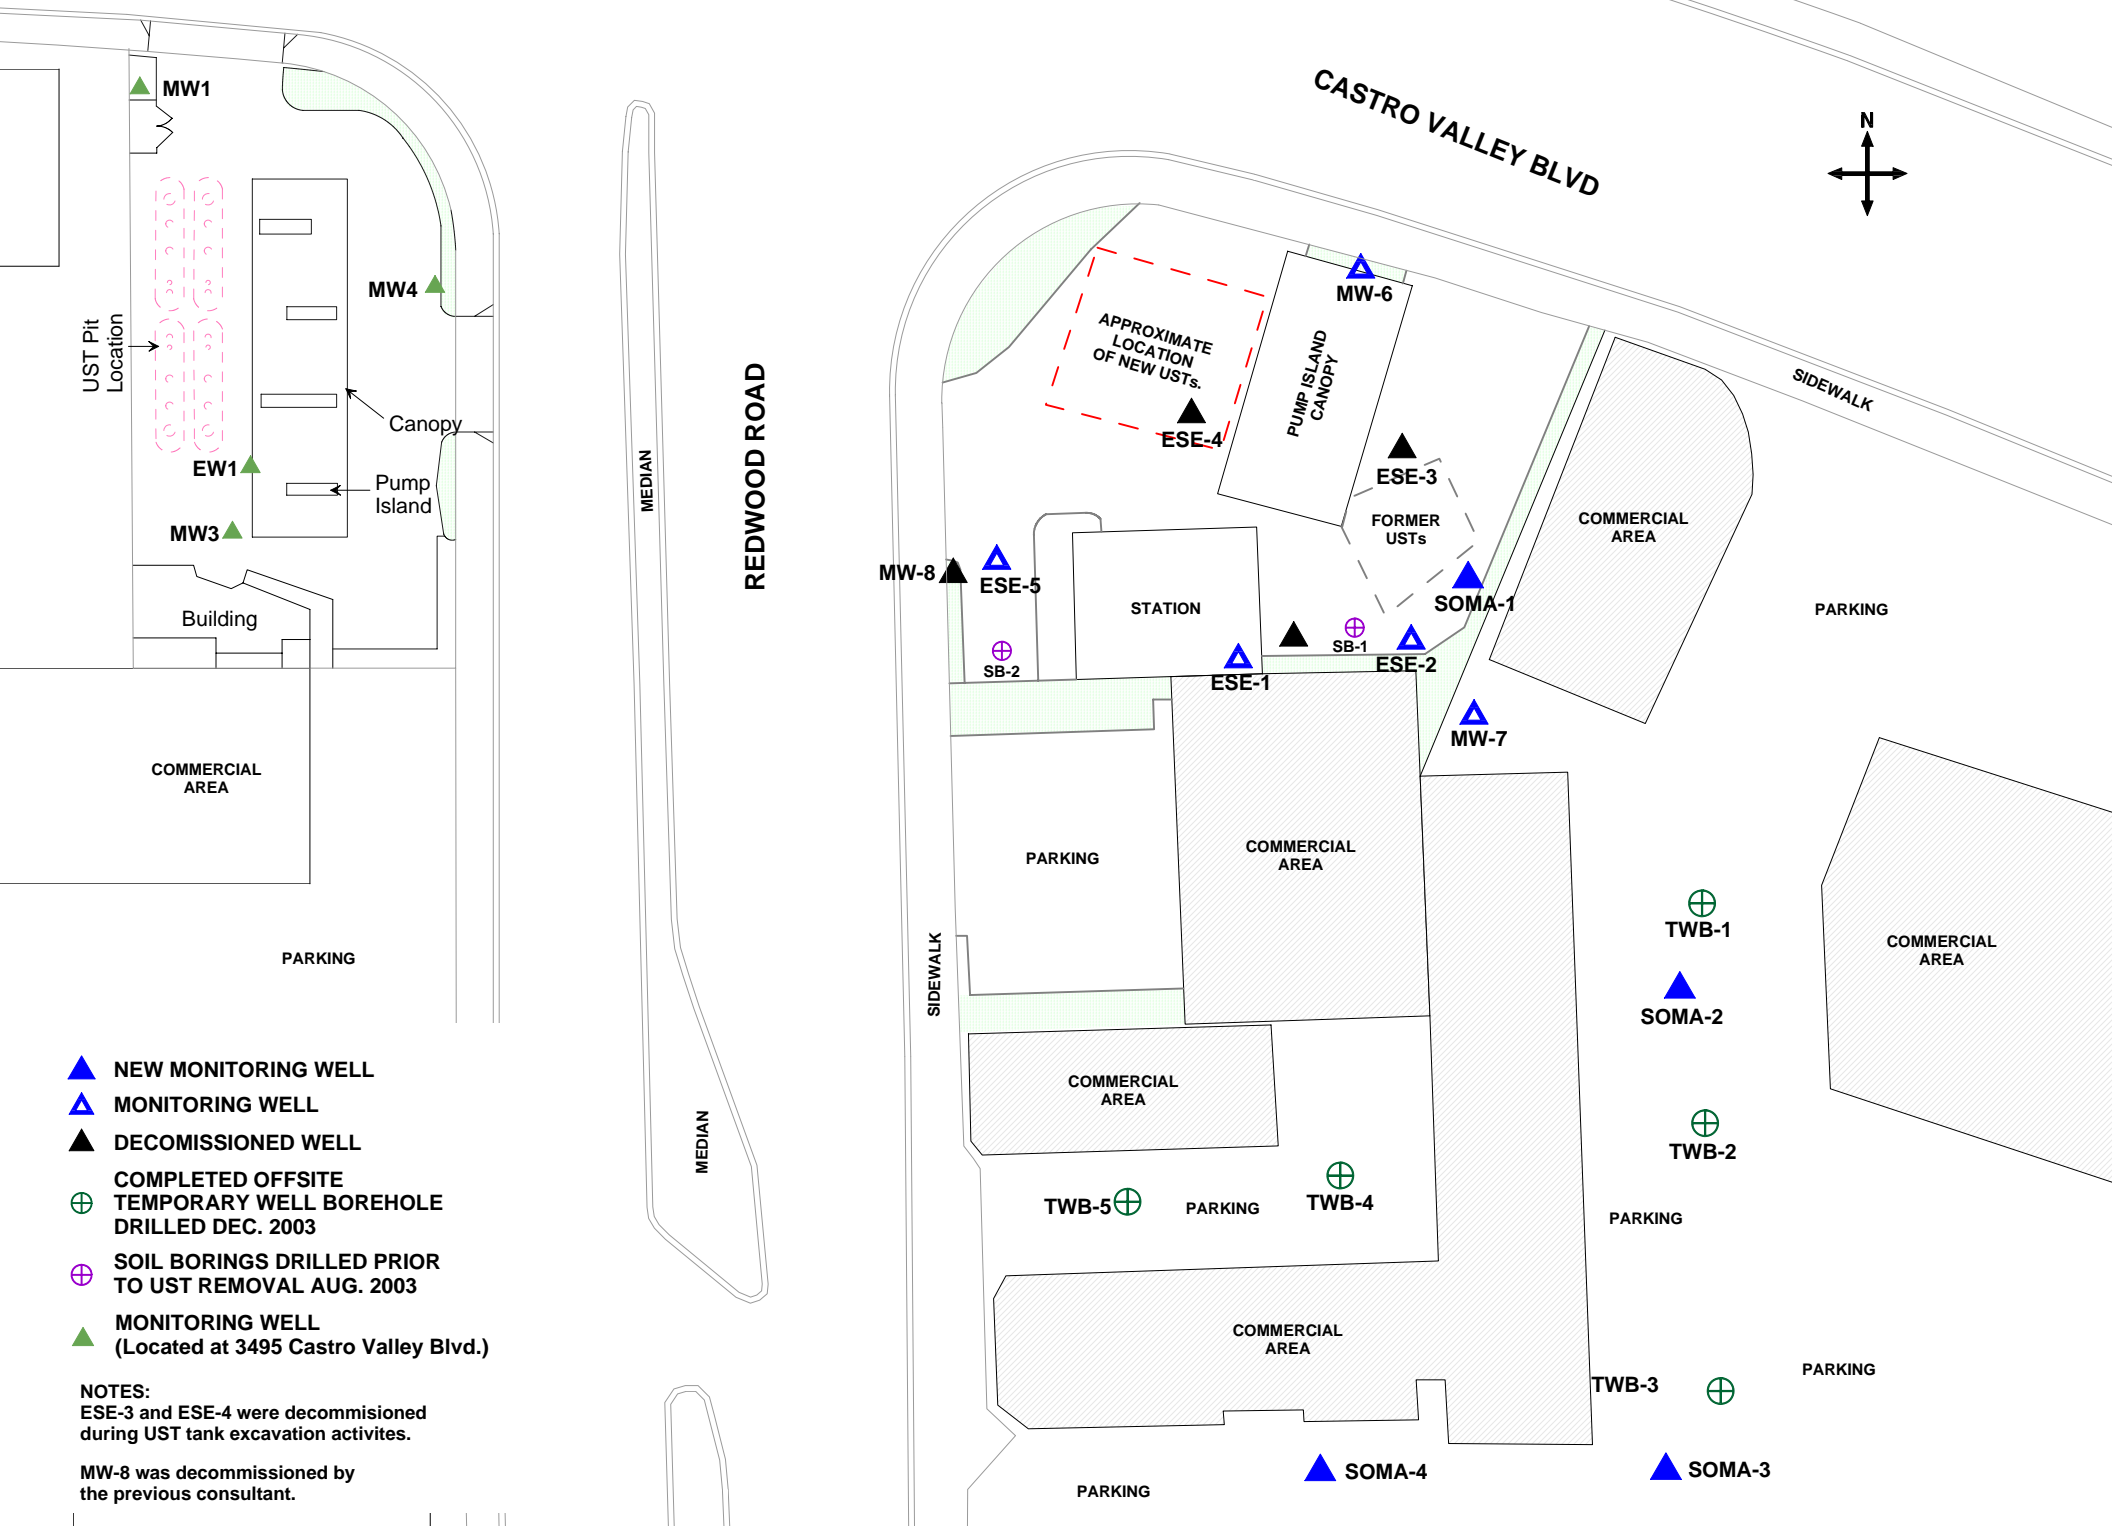 MW1
CASTRO VALLEY BLVD
N
MW4
MW-6
UST Pit
Location
APPROXIMATE
LOCATION
OF NEW USTs.
PUMP ISLAND
CANOPY
SIDEWALK
REDWOOD ROAD
MEDIAN
Canopy
ESE-4
EW1
ESE-3
Pump
Island
FORMER
USTs
COMMERCIAL
AREA
MW3
MW-8
ESE-5
STATION
SOMA-1
PARKING
Building
SB-2
SB-1
ESE-1
ESE-2
MW-7
COMMERCIAL
AREA
PARKING
COMMERCIAL
AREA
TWB-1
COMMERCIAL
AREA
PARKING
SIDEWALK
SOMA-2
NEW MONITORING WELL
MONITORING WELL
DECOMISSIONED WELL
COMPLETED OFFSITE
TEMPORARY WELL BOREHOLE
DRILLED DEC. 2003
SOIL BORINGS DRILLED PRIOR
TO UST REMOVAL AUG. 2003
MONITORING WELL
(Located at 3495 Castro Valley Blvd.)
MEDIAN
COMMERCIAL
AREA
TWB-2
TWB-5
PARKING
TWB-4
PARKING
COMMERCIAL
AREA
TWB-3
PARKING
NOTES:
ESE-3 and ESE-4 were decommisioned
during UST tank excavation activites.
MW-8 was decommissioned by
the previous consultant.
PARKING
SOMA-4
SOMA-3